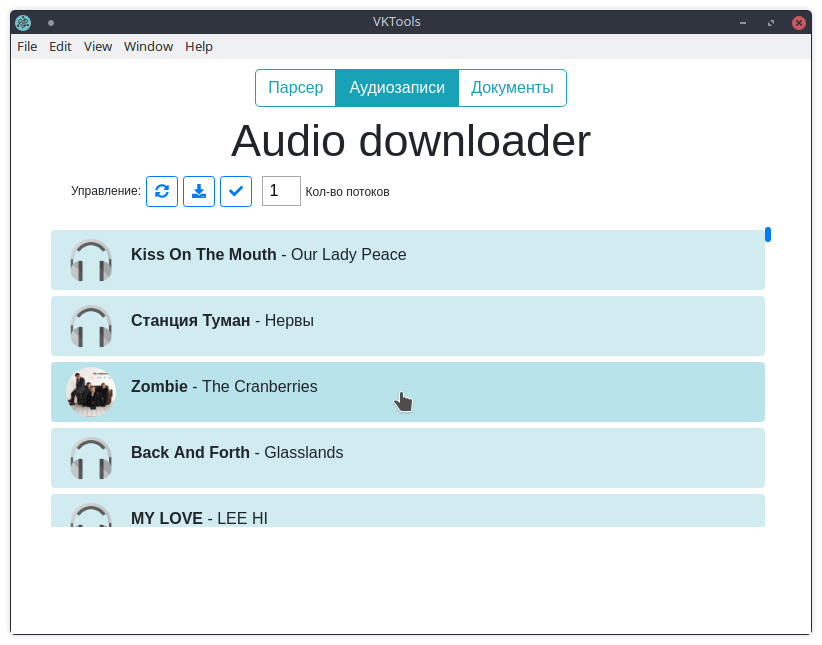 VKTools
File Edit View Window Help
Парсер Аудиозаписи Документы
Audio downloader
Управление: 1 Кол-во потоков
Kiss On The Mouth - Our Lady Peace
Станция Туман - Нервы
Zombie - The Cranberries
Back And Forth - Glasslands
MY LOVE - LEE HI